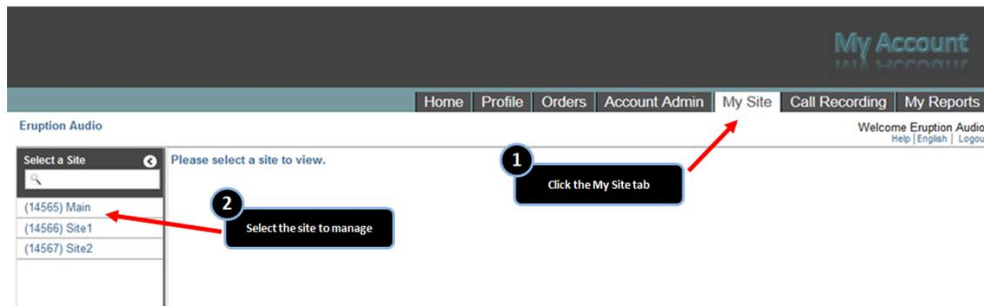 My Account
Home Profile Orders Account Admin My Site Call Recording My Reports
Eruption Audio
Welcome Eruption Audio
Help | English | Logou
Select a Site
Please select a site to view.
1
Click the My Site tab
(14565) Main
2
(14566) Site1
Select the site to manage
(14567) Site2